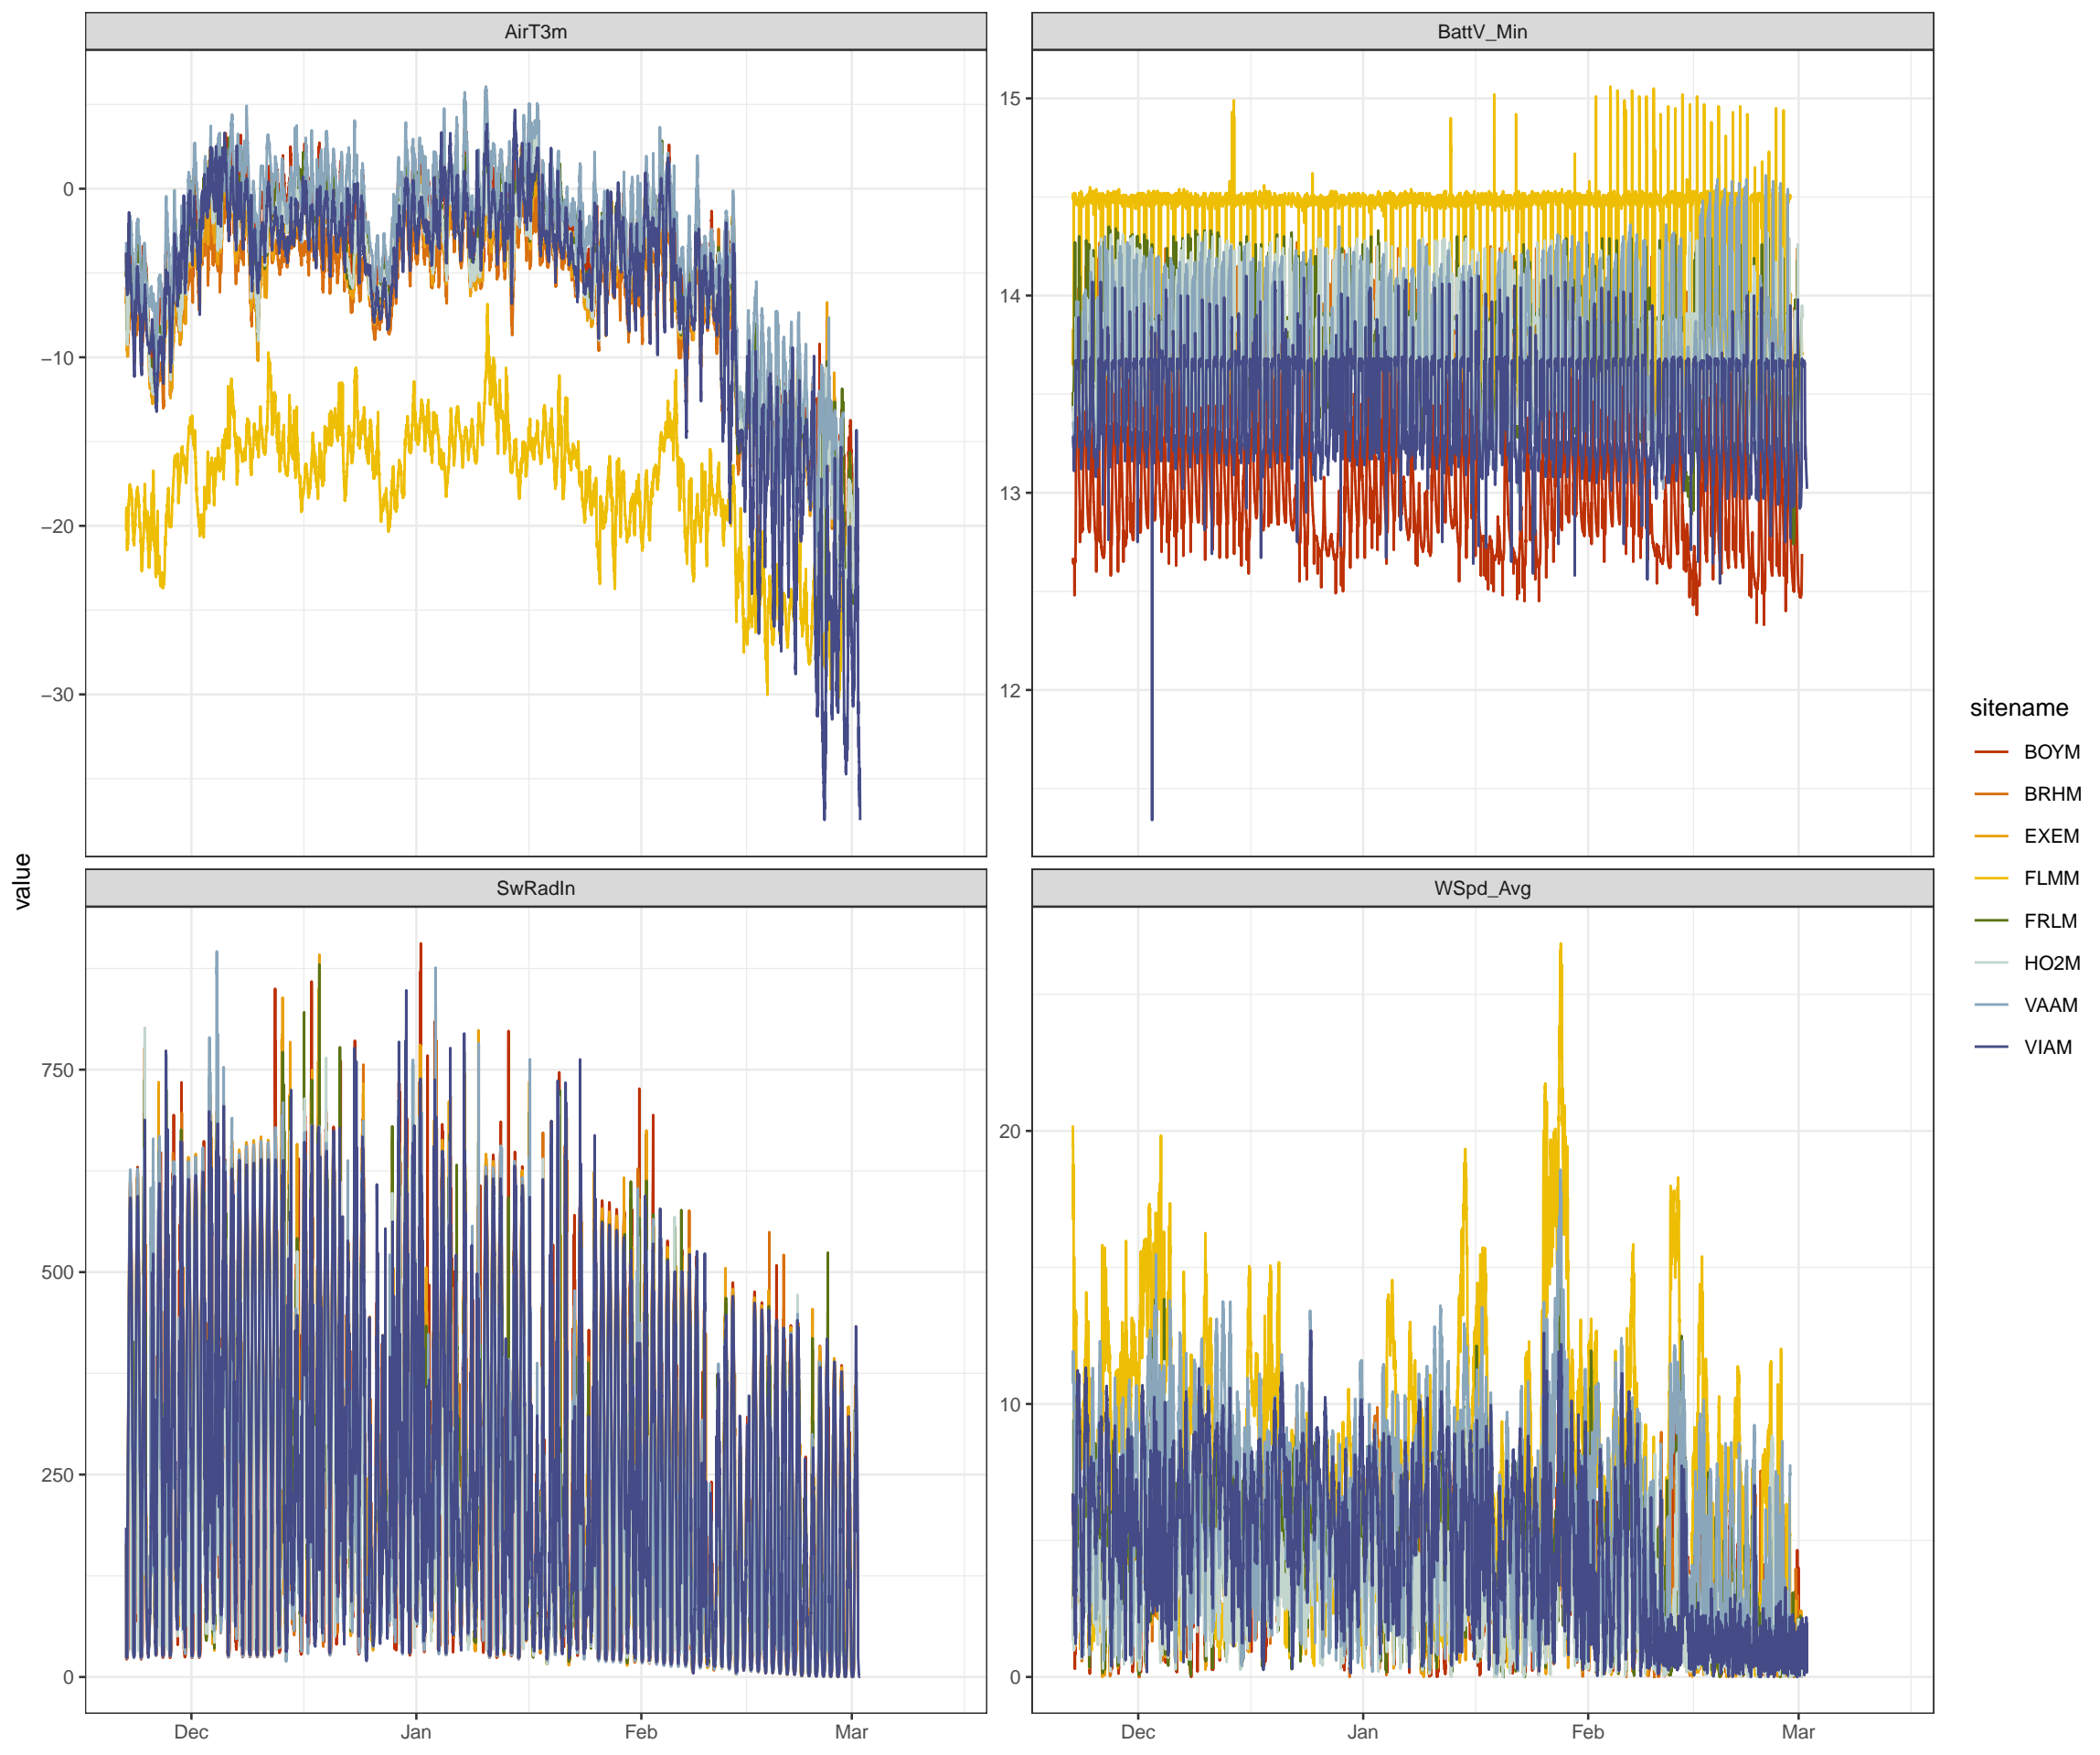 AirT3m
BattV_Min
0
−10
−20
−30
15
14
13
12
value
SwRadIn
WSpd_Avg
750
500
250
0
20
10
0
Dec
Jan
Feb
Mar
Dec
Jan
Feb
Mar
sitename
BOYM
BRHM
EXEM
FLMM
FRLM
HO2M
VAAM
VIAM